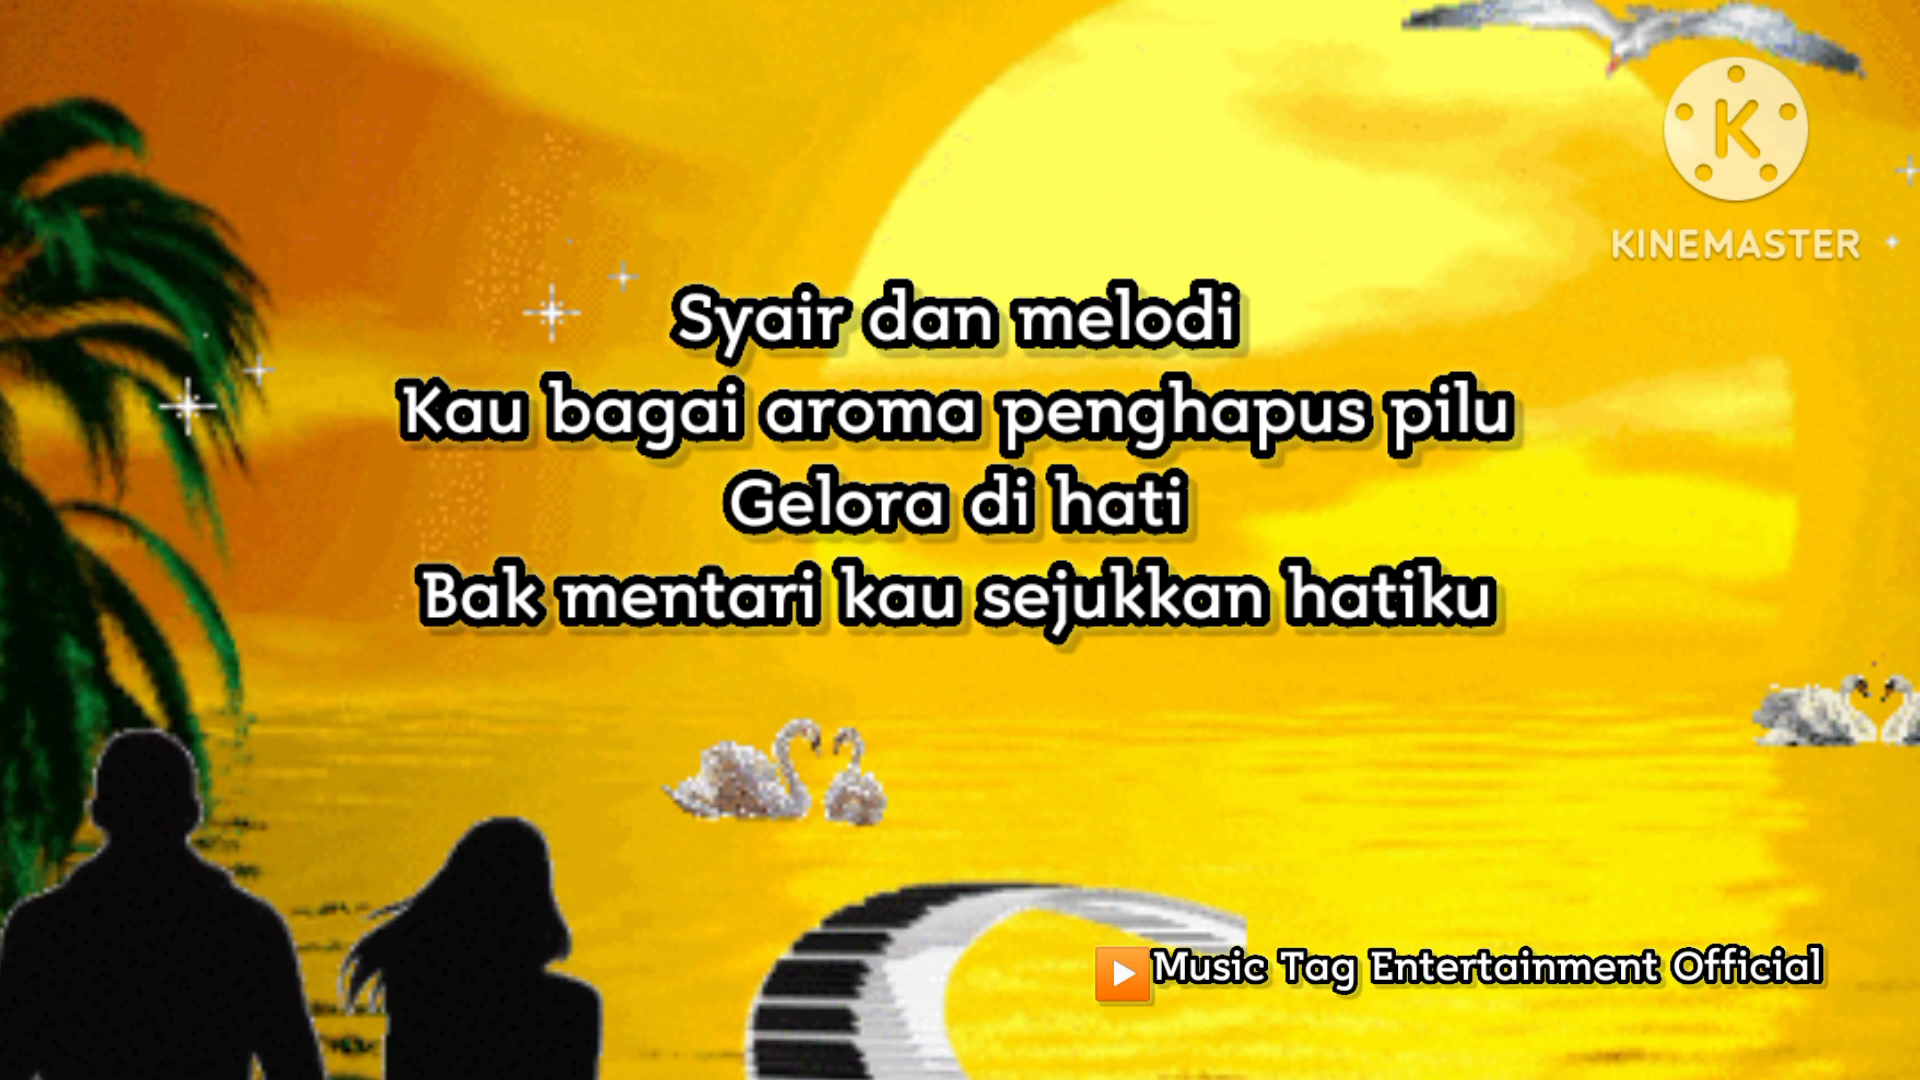 K
KINEMASTER
Syair dan melodi
Kau bagai aroma penghapus pilu
Gelora di hati
Bak mentari kau sejukkan hatiku
Music Tag Entertainment Official